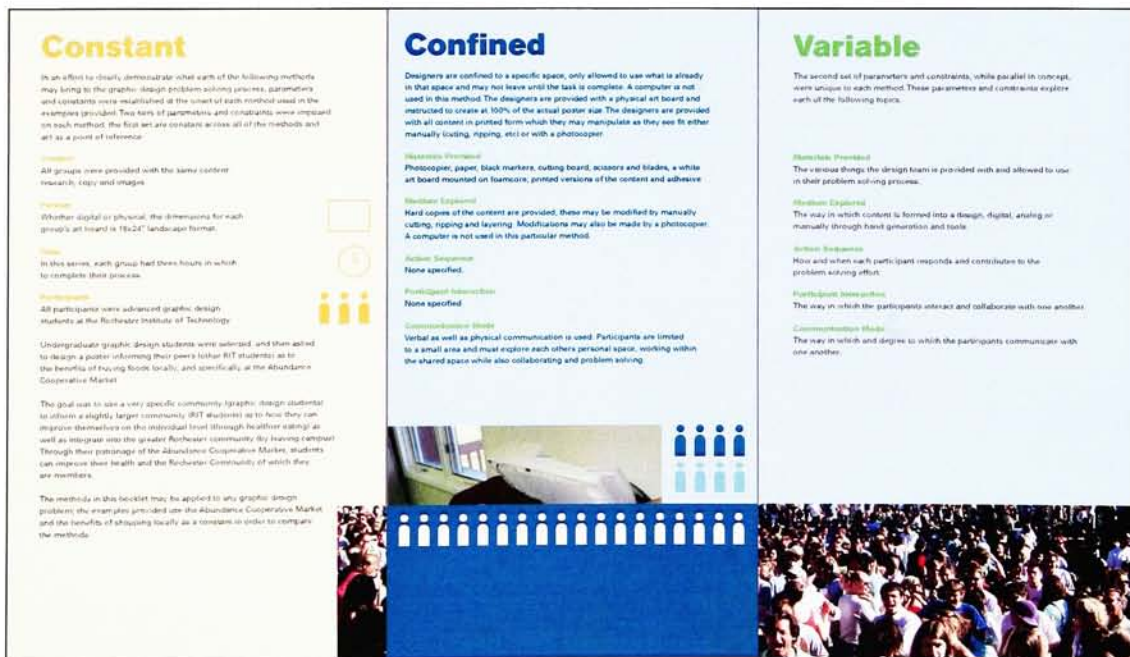 Constant
In an effort to clearly demonstrate what each of the following methods
may bring to the graphic design problem solving process, parameters
and constants were established at the onset of each method used in the
examples provided. Two tiers of parameters and constraints were imposed
on each method, the first set are constant across all of the methods and
act as a point of reference.
Content
All groups were provided with the same content
research, copy and images.
Format
Whether digital or physical, the dimensions for each
group's art board is 18x24" landscape format.
Time
In this series, each group had three hours in which
to complete their process.
Participants
All participants were advanced graphic design
students at the Rochester Institute of Technology
Undergraduate graphic design students were selected, and then asked
to design a poster informing their peers (other RIT students) as to
the benefits of buying foods locally, and specifically at the Abundance
Cooperative Market.
The goal was to use a very specific community (graphic design students)
to inform a slightly larger community (RIT students) as to how they can
improve themselves on the individual level (through healthier eating) as
well as integrate into the greater Rochester community (by leaving campus)
Through their patronage of the Abundance Cooperative Market, students
can improve their health and the Rochester Community of which they
are members.
The methods in this booklet may be applied to any graphic design
problem; the examples provided use the Abundance Cooperative Market
and the benefits of shopping locally as a constant in order to compare
the methods.
Confined
Designers are confined to a specific space, only allowed to use what is already
in that space and may not leave until the task is complete. A computer is not
used in this method. The designers are provided with a physical art board and
instructed to create at 100% of the actual poster size. The designers are provided
with all content in printed form which they may manipulate as they see fit either
manually (cutting, ripping, etc) or with a photocopier.
Materials Provided
Photocopier, paper, black markers, cutting board, scissors and blades, a white
art board mounted on foamcore, printed versions of the content and adhesive
Medium Explored
Hard copies of the content are provided, these may be modified by manually
cutting, ripping and layering. Modifications may also be made by a photocopier.
A computer is not used in this particular method.
Action Sequence
None specified.
Participant Interaction
None specified
Communication Mode
Verbal as well as physical communication is used. Participants are limited
to a small area and must explore each others personal space, working within
the shared space while also collaborating and problem solving.
Variable
The second set of parameters and constraints, while parallel in concept,
were unique to each method. These parameters and constraints explore
each of the following topics.
Materials Provided
The various things the design team is provided with and allowed to use
in their problem solving process.
Medium Explored
The way in which content is formed into a design, digital, analog or
manually through hand generation and tools.
Action Sequence
How and when each participant responds and contributes to the
problem solving effort.
Participant Interaction
The way in which the participants interact and collaborate with one another.
Communication Mode
The way in which and degree to which the participants communicate with
one another.